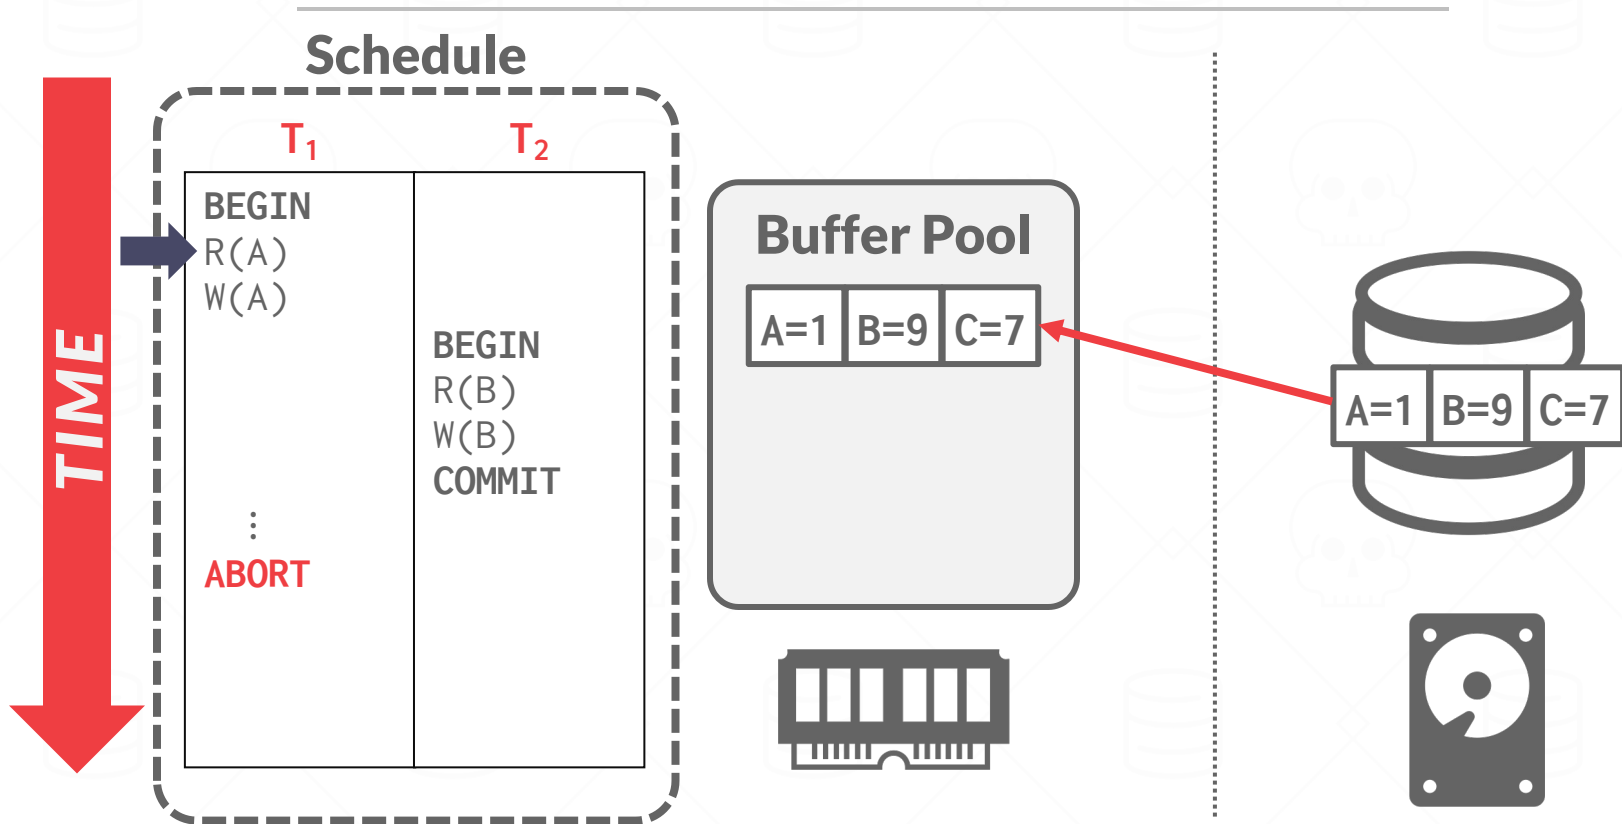 Schedule
TIME
T₁ T₂
BEGIN
R(A)
W(A)
BEGIN
R(B)
W(B)
COMMIT
⋮
ABORT
Buffer Pool
A=1 B=9 C=7
A=1 B=9 C=7